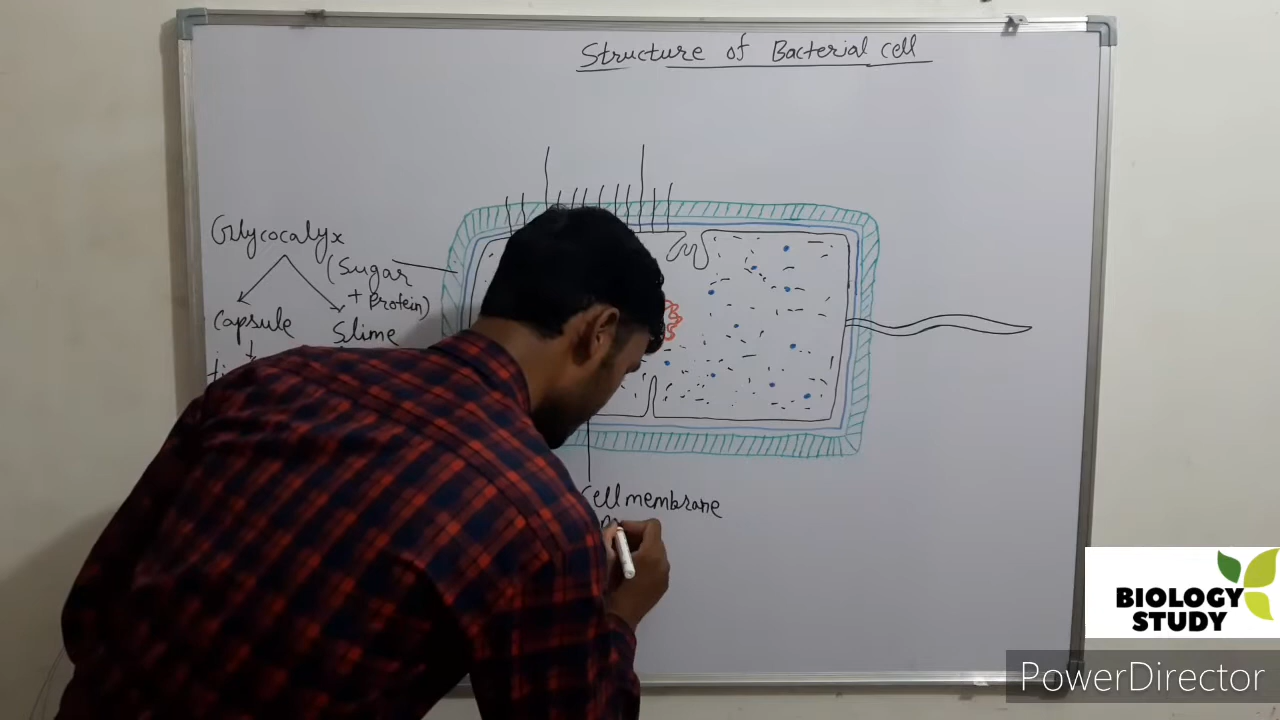 Structure of Bacterial cell
Glycocalyx
(Sugar
+ Protein)
Capsule
Slime
Cell membrane
BIOLOGY
STUDY
PowerDirector